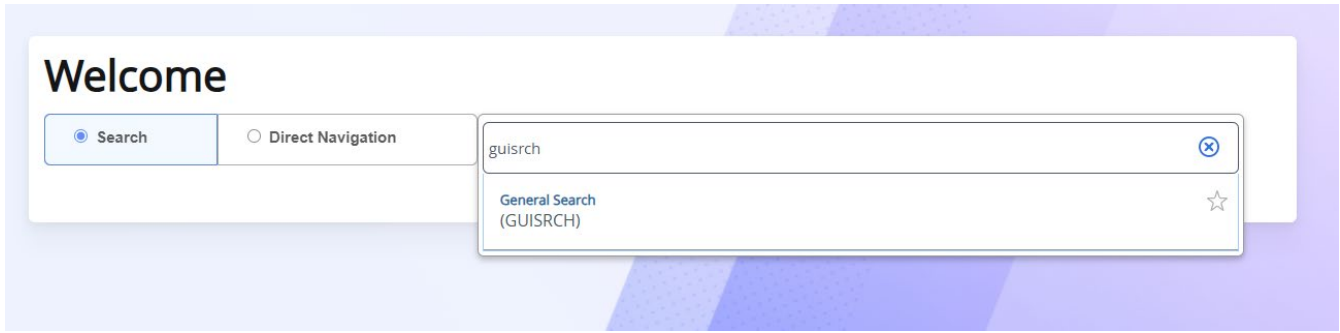 Welcome
Search
Direct Navigation
guisrch
General Search
(GUISRCH)